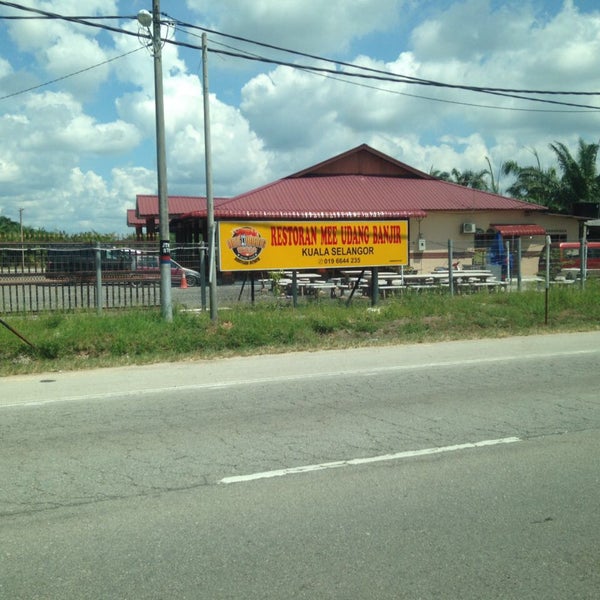 RESTORAN MEE UDANG BANJIR
KUALA SELANGOR
019 6644 235